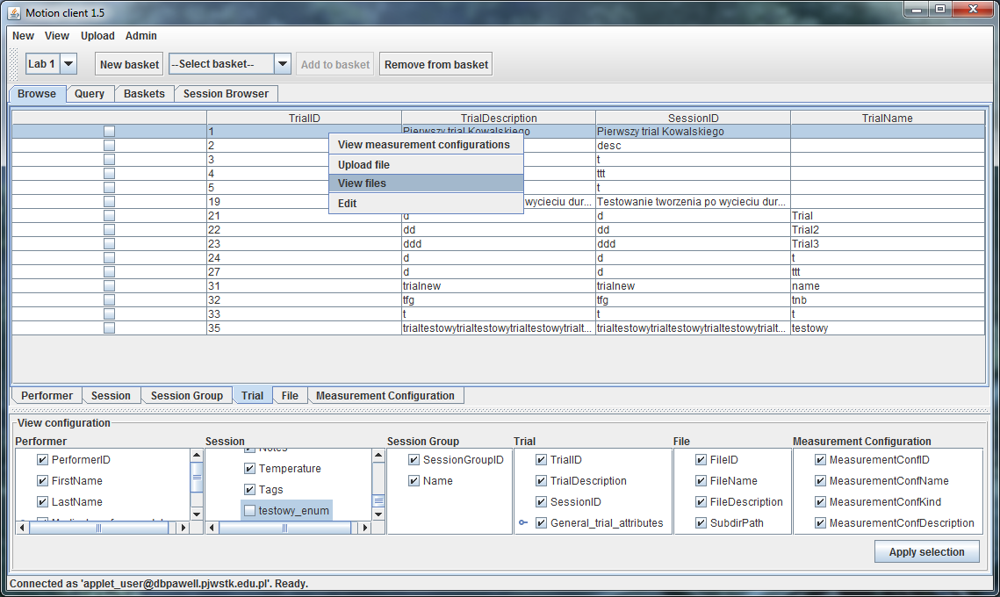 Motion client 1.5
New View Upload Admin
Lab 1 New basket --Select basket-- Add to basket Remove from basket
Browse Query Baskets Session Browser
TrialID TrialDescription SessionID TrialName
1 Pierwszy trial Kowalskiego Pierwszy trial Kowalskiego
View measurement configurations
2 desc
3 t
Upload file
4 ttt
View files
5 t
19 wycieciu dur... Testowanie tworzenia po wycieciu dur...
Edit
21 d d Trial
22 dd dd Trial2
23 ddd ddd Trial3
24 d d t
27 d d ttt
31 trialnew trialnew name
32 tfg tfg tnb
33 t t t
35 trialtestowytrialtestowytrialtestowytrialt... trialtestowytrialtestowytrialtestowytrialt... testowy
Performer Session Session Group Trial File Measurement Configuration
View configuration
Performer Session Session Group Trial File Measurement Configuration
Notes
PerformerID Temperature SessionGroupID TrialID FileID MeasurementConfID
FirstName Tags Name TrialDescription FileName MeasurementConfName
LastName testowy_enum SessionID FileDescription MeasurementConfKind
General_trial_attributes SubdirPath MeasurementConfDescription
Apply selection
Connected as 'applet_user@dbpawell.pjwstk.edu.pl'. Ready.